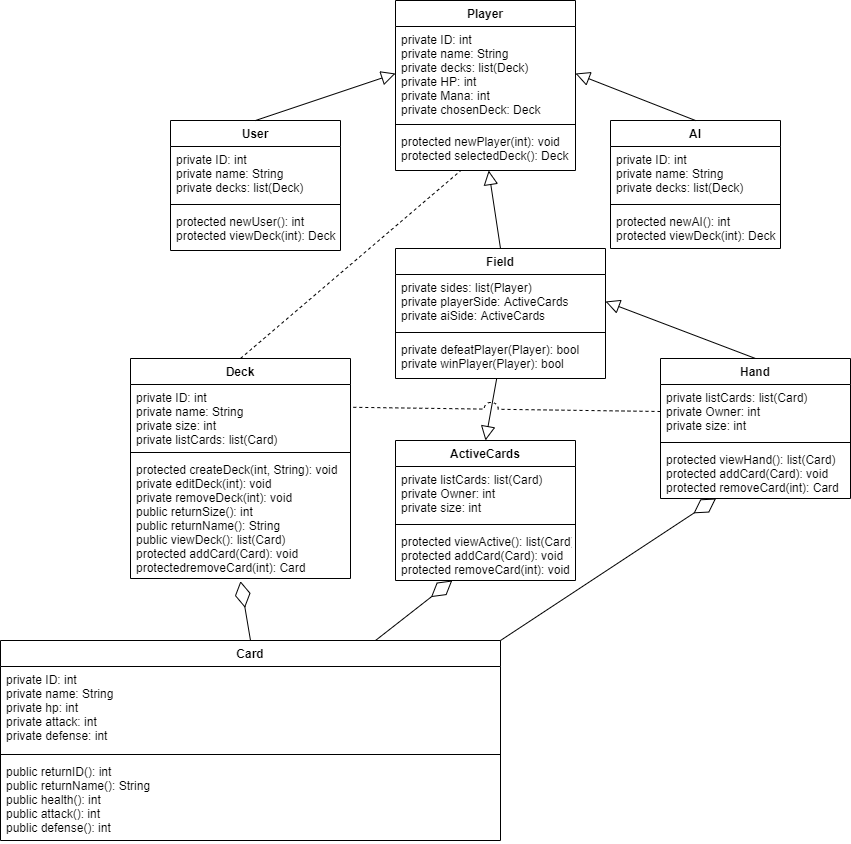 Player
private ID: int
private name: String
private decks: list(Deck)
private HP: int
private Mana: int
private chosenDeck: Deck
protected newPlayer(int): void
protected selectedDeck(): Deck
User
private ID: int
private name: String
private decks: list(Deck)
protected newUser(): int
protected viewDeck(int): Deck
AI
private ID: int
private name: String
private decks: list(Deck)
protected newAI(): int
protected viewDeck(int): Deck
Field
private sides: list(Player)
private playerSide: ActiveCards
private aiSide: ActiveCards
protected defeatPlayer(Player): bool
private winPlayer(Player): bool
Deck
private ID: int
private name: String
private size: int
private listCards: list(Card)
protected createDeck(int, String): void
private editDeck(int): void
private removeDeck(int): void
public returnSize(): int
public returnName(): String
public viewDeck(): list(Card)
protected addCard(Card): void
protectedremoveCard(int): Card
Hand
private listCards: list(Card)
private Owner: int
private size: int
protected viewHand(): list(Card)
protected addCard(Card): void
protected removeCard(int): Card
ActiveCards
private listCards: list(Card)
private Owner: int
private size: int
protected viewActive(): list(Card
protected addCard(Card): void
protected removeCard(int): void
Card
private ID: int
private name: String
private hp: int
private attack: int
private defense: int
public returnID(): int
public returnName(): String
public health(): int
public attack(): int
public defense(): int